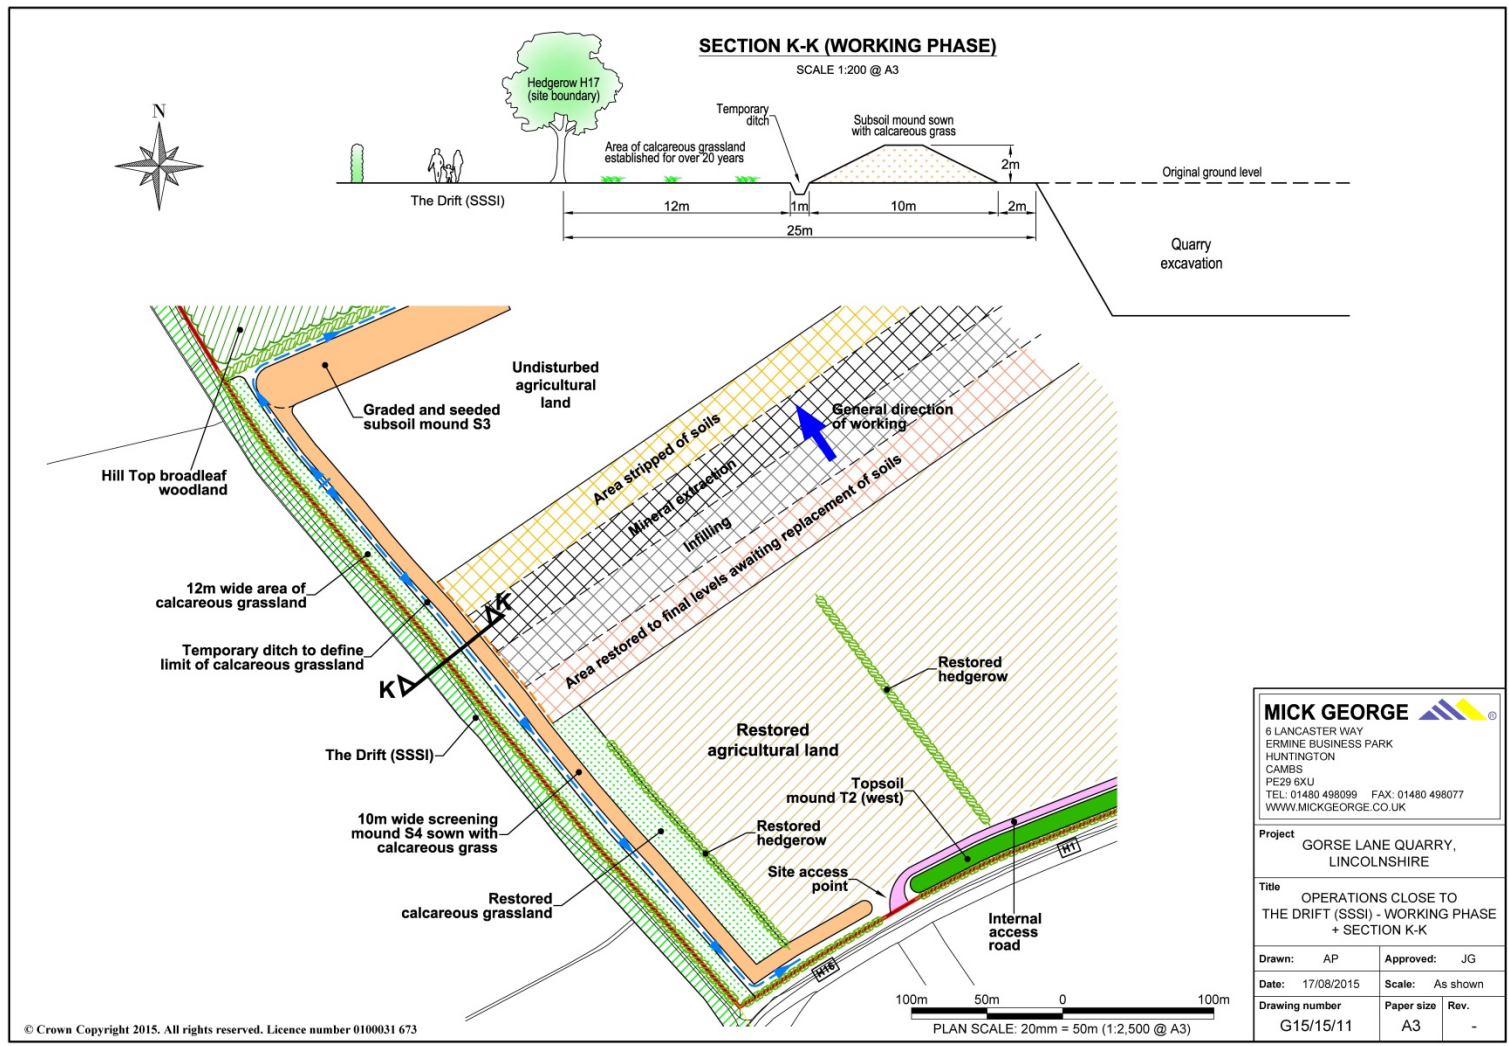 SECTION K-K (WORKING PHASE)
SCALE 1:200 @ A3
N
Hedgerow H17
(site boundary)
Temporary
ditch
Subsoil mound sown
with calcareous grass
Area of calcareous grassland
established for over 20 years
2m
Original ground level
The Drift (SSSI)
12m
1m
10m
2m
25m
Quarry
excavation
Undisturbed
agricultural
land
Graded and seeded
subsoil mound S3
General direction
of working
Area stripped of soils
Mineral extraction
Infilling
Area restored to final levels awaiting replacement of soils
Hill Top broadleaf
woodland
12m wide area of
calcareous grassland
K
Temporary ditch to define
limit of calcareous grassland
K
Restored
hedgerow
The Drift (SSSI)
Restored
agricultural land
Topsoil
mound T2 (west)
10m wide screening
mound S4 sown with
calcareous grass
Restored
hedgerow
Site access
point
H1
Restored
calcareous grassland
Internal
access
road
H16
100m 50m 0 100m
PLAN SCALE: 20mm = 50m (1:2,500 @ A3)
© Crown Copyright 2015. All rights reserved. Licence number 0100031 673
MICK GEORGE ®
6 LANCASTER WAY
ERMINE BUSINESS PARK
HUNTINGTON
CAMBS
PE29 6XU
TEL: 01480 498099 FAX: 01480 498077
WWW.MICKGEORGE.CO.UK
Project
GORSE LANE QUARRY,
LINCOLNSHIRE
Title
OPERATIONS CLOSE TO
THE DRIFT (SSSI) - WORKING PHASE
+ SECTION K-K
Drawn: AP Approved: JG
Date: 17/08/2015 Scale: As shown
Drawing number Paper size Rev.
G15/15/11 A3 -